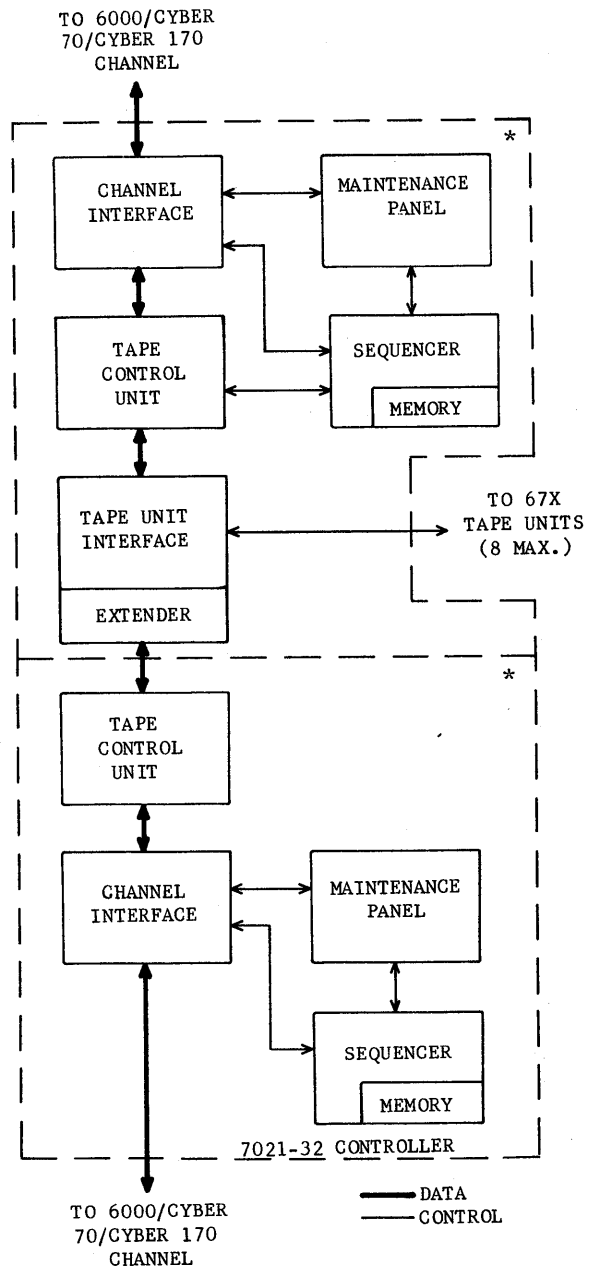 TO 6000/CYBER
70/CYBER 170
CHANNEL
*
CHANNEL
INTERFACE
MAINTENANCE
PANEL
TAPE
CONTROL
UNIT
SEQUENCER
MEMORY
TAPE UNIT
INTERFACE
EXTENDER
TO 67X
TAPE UNITS
(8 MAX.)
*
TAPE
CONTROL
UNIT
CHANNEL
INTERFACE
MAINTENANCE
PANEL
SEQUENCER
MEMORY
7021-32 CONTROLLER
TO 6000/CYBER
70/CYBER 170
CHANNEL
DATA
CONTROL